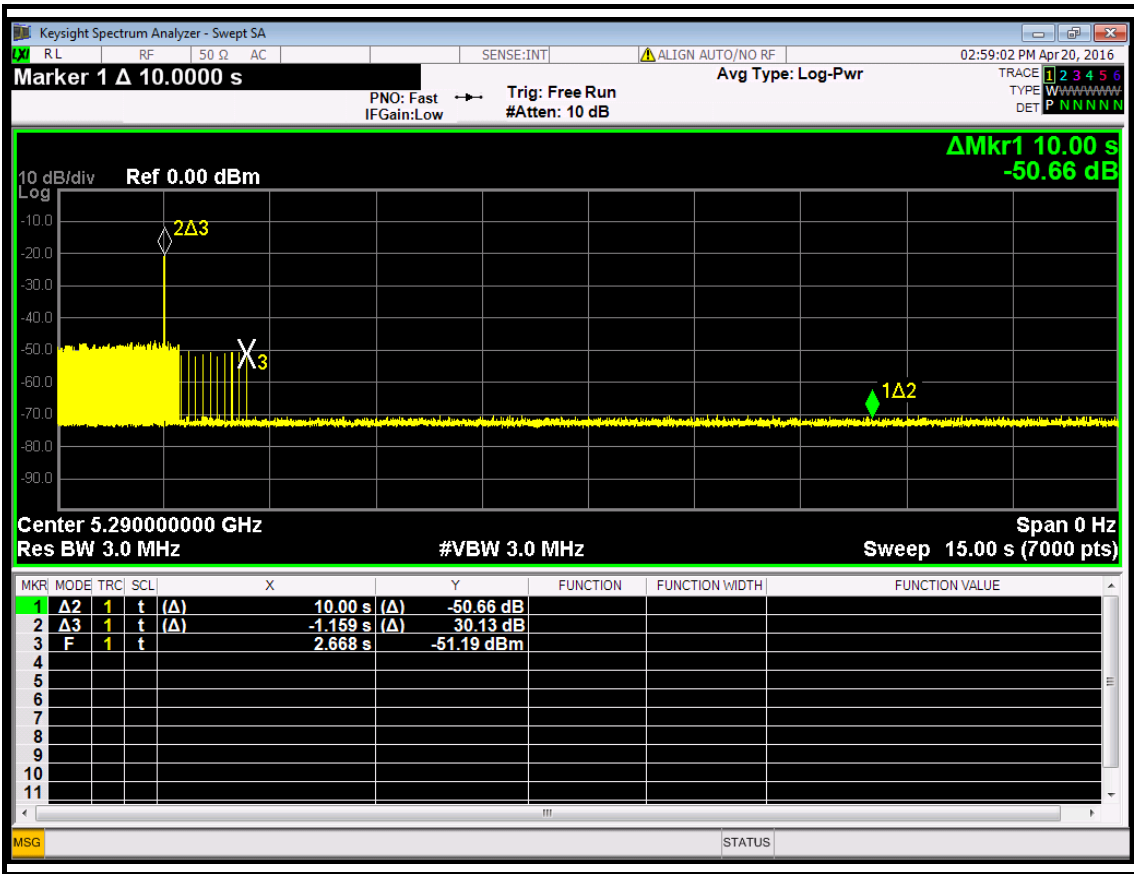 Keysight Spectrum Analyzer - Swept SA
LXI RL RF 50 Ω AC SENSE:INT ALIGN AUTO/NO RF 02:59:02 PM Apr 20, 2016
Marker 1 Δ 10.0000 s
Avg Type: Log-Pwr
TRACE 1 2 3 4 5 6
PNO: Fast
Trig: Free Run
TYPE WWWWWW
IFGain:Low
#Atten: 10 dB
DET P N N N N N
ΔMkr1 10.00 s
-50.66 dB
10 dB/div Ref 0.00 dBm
Log
-10.0
2Δ3
-20.0
-30.0
-40.0
-50.0
X3
-60.0
1Δ2
-70.0
-80.0
-90.0
Center 5.290000000 GHz Span 0 Hz
Res BW 3.0 MHz #VBW 3.0 MHz Sweep 15.00 s (7000 pts)
MKR MODE TRC SCL X Y FUNCTION FUNCTION WIDTH FUNCTION VALUE
1 Δ2 1 t (Δ) 10.00 s (Δ) -50.66 dB
2 Δ3 1 t (Δ) -1.159 s (Δ) 30.13 dB
3 F 1 t 2.668 s -51.19 dBm
4
5
6
7
8
9
10
11
MSG STATUS